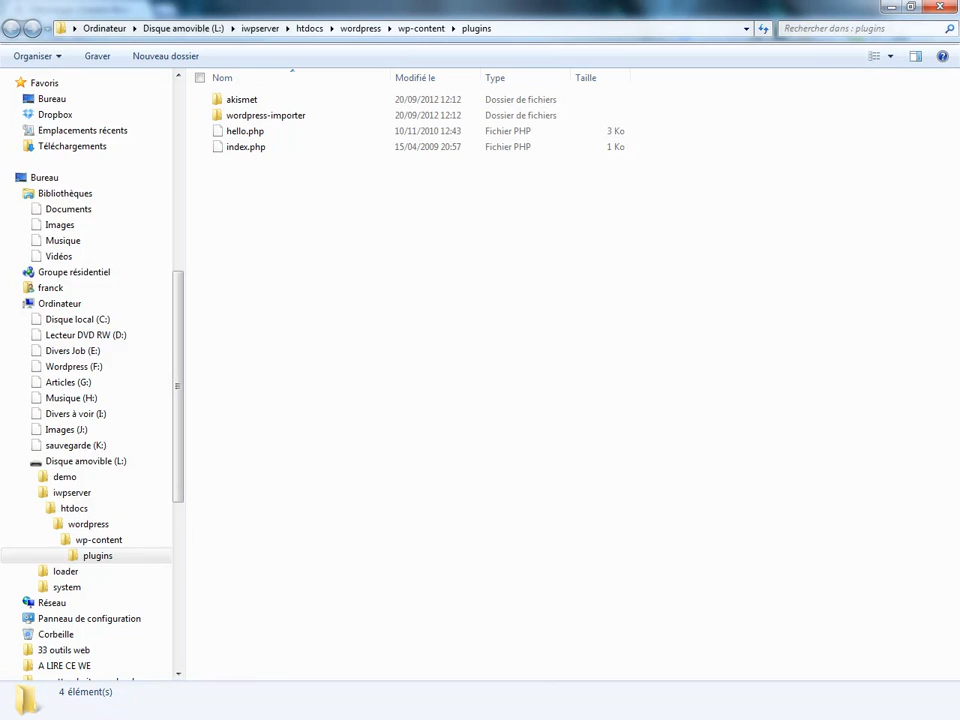 Ordinateur Disque amovible (L:) iwpserver htdocs wordpress wp-content plugins
Rechercher dans : plugins
Organiser Graver Nouveau dossier
Nom Modifié le Type Taille
akismet 20/09/2012 12:12 Dossier de fichiers
wordpress-importer 20/09/2012 12:12 Dossier de fichiers
hello.php 10/11/2010 12:43 Fichier PHP 3 Ko
index.php 15/04/2009 20:57 Fichier PHP 1 Ko
Favoris
Bureau
Dropbox
Emplacements récents
Téléchargements
Bureau
Bibliothèques
Documents
Images
Musique
Vidéos
Groupe résidentiel
franck
Ordinateur
Disque local (C:)
Lecteur DVD RW (D:)
Divers Job (E:)
Wordpress (F:)
Articles (G:)
Musique (H:)
Divers à voir (I:)
Images (J:)
sauvegarde (K:)
Disque amovible (L:)
demo
iwpserver
htdocs
wordpress
wp-content
plugins
loader
system
Réseau
Panneau de configuration
Corbeille
33 outils web
A LIRE CE WE
4 élément(s)